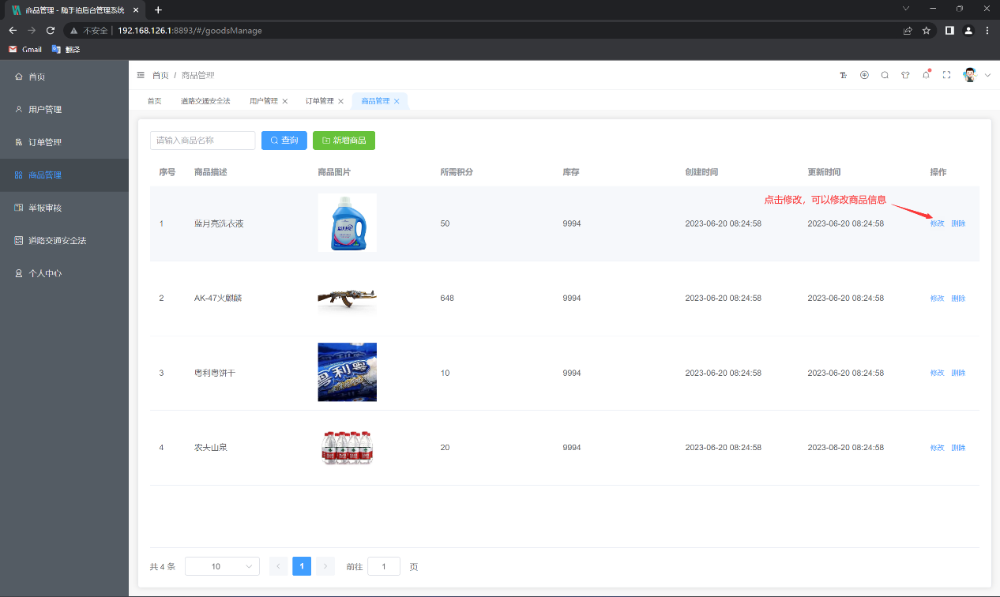 商品管理 - 随手拍后台管理系统
不安全 | 192.168.126.1:8893/#/goodsManage
Gmail 翻译
首页
用户管理
订单管理
商品管理
举报审核
道路交通安全法
个人中心
首页 / 商品管理
首页 道路交通安全法 用户管理 订单管理 商品管理
请输入商品名称 查询 新增商品
序号 商品描述 商品图片 所需积分 库存 创建时间 更新时间 操作
点击修改，可以修改商品信息
1 蓝月亮洗衣液 50 9994 2023-06-20 08:24:58 2023-06-20 08:24:58 修改 删除
蓝月亮
2 AK-47火麒麟 648 9994 2023-06-20 08:24:58 2023-06-20 08:24:58 修改 删除
3 粤利粤饼干 10 9994 2023-06-20 08:24:58 2023-06-20 08:24:58 修改 删除
粤利粤
4 农夫山泉 20 9994 2023-06-20 08:24:58 2023-06-20 08:24:58 修改 删除
共 4 条 10 1 前往 1 页